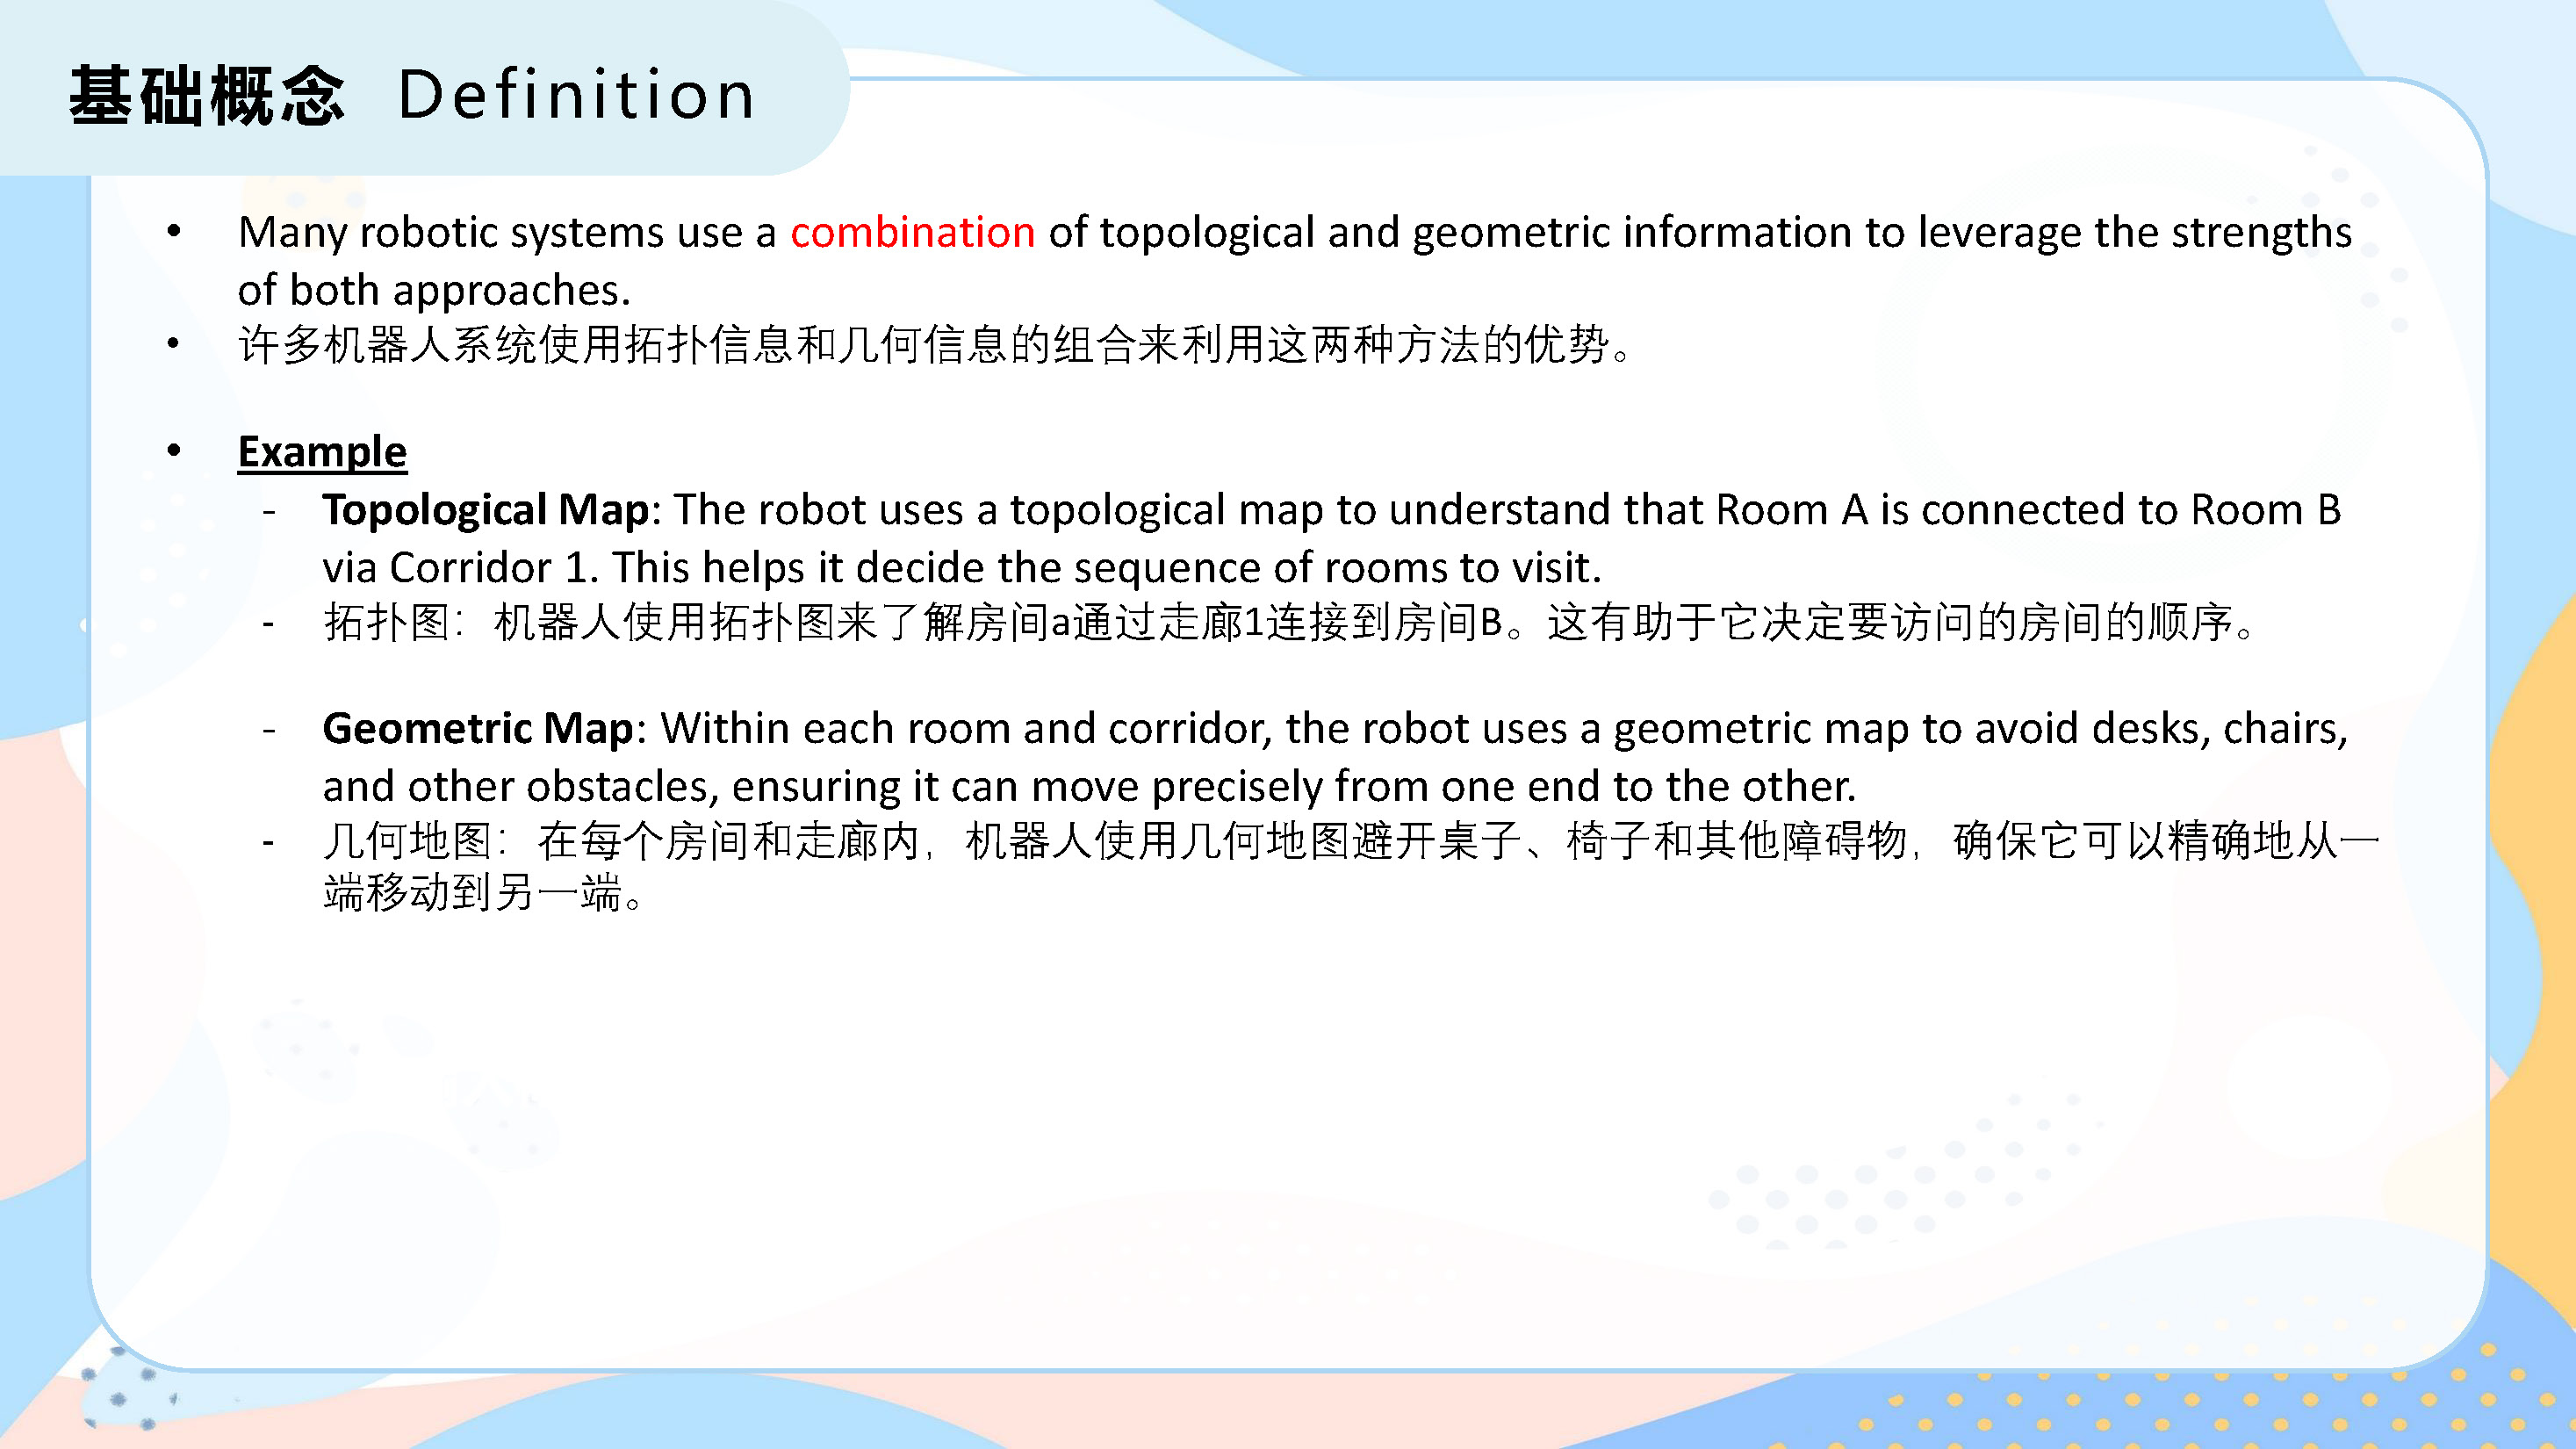 基础概念 Definition
• Many robotic systems use a combination of topological and geometric information to leverage the strengths
of both approaches.
• 许多机器人系统使用拓扑信息和几何信息的组合来利用这两种方法的优势。
• Example
- Topological Map: The robot uses a topological map to understand that Room A is connected to Room B
via Corridor 1. This helps it decide the sequence of rooms to visit.
- 拓扑图：机器人使用拓扑图来了解房间a通过走廊1连接到房间B。这有助于它决定要访问的房间的顺序。
- Geometric Map: Within each room and corridor, the robot uses a geometric map to avoid desks, chairs,
and other obstacles, ensuring it can move precisely from one end to the other.
- 几何地图：在每个房间和走廊内，机器人使用几何地图避开桌子、椅子和其他障碍物，确保它可以精确地从一
端移动到另一端。